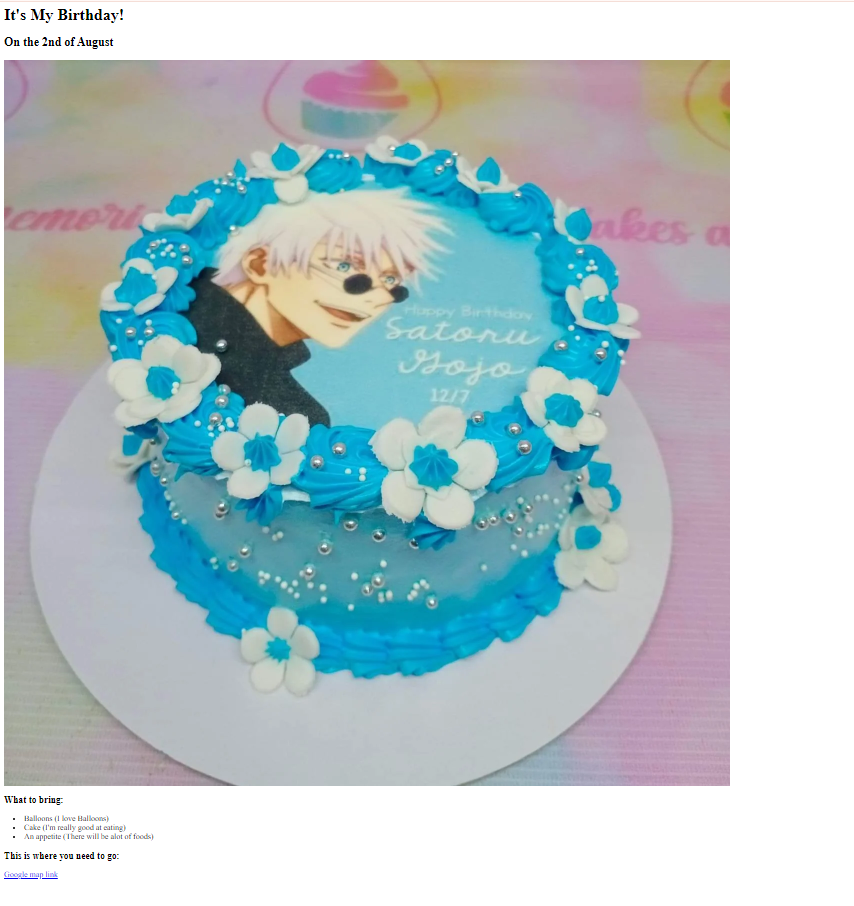 It's My Birthday!
On the 2nd of August
emori
akes a
Happy Birthday
Satoru
Gojo
12/7
What to bring:
Balloons (I love Balloons)
Cake (I'm really good at eating)
An appetite (There will be alot of foods)
This is where you need to go:
Google map link